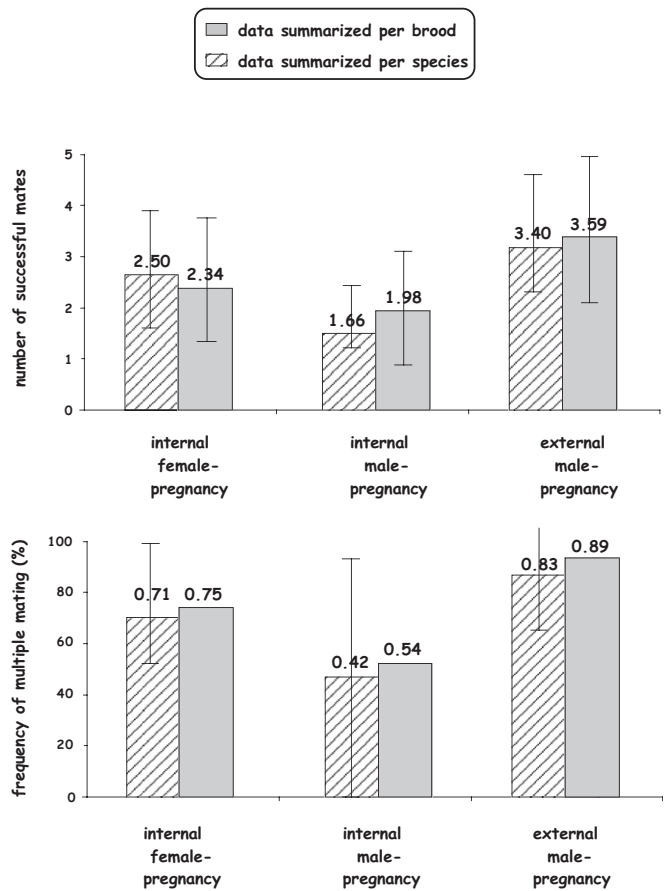 data summarized per brood
data summarized per species
number of successful mates
5
4
3
2
1
0
2.50
2.34
1.66
1.98
3.40
3.59
internal
female-
pregnancy
internal
male-
pregnancy
external
male-
pregnancy
frequency of multiple mating (%)
100
80
60
40
20
0
0.71
0.75
0.42
0.54
0.83
0.89
internal
female-
pregnancy
internal
male-
pregnancy
external
male-
pregnancy